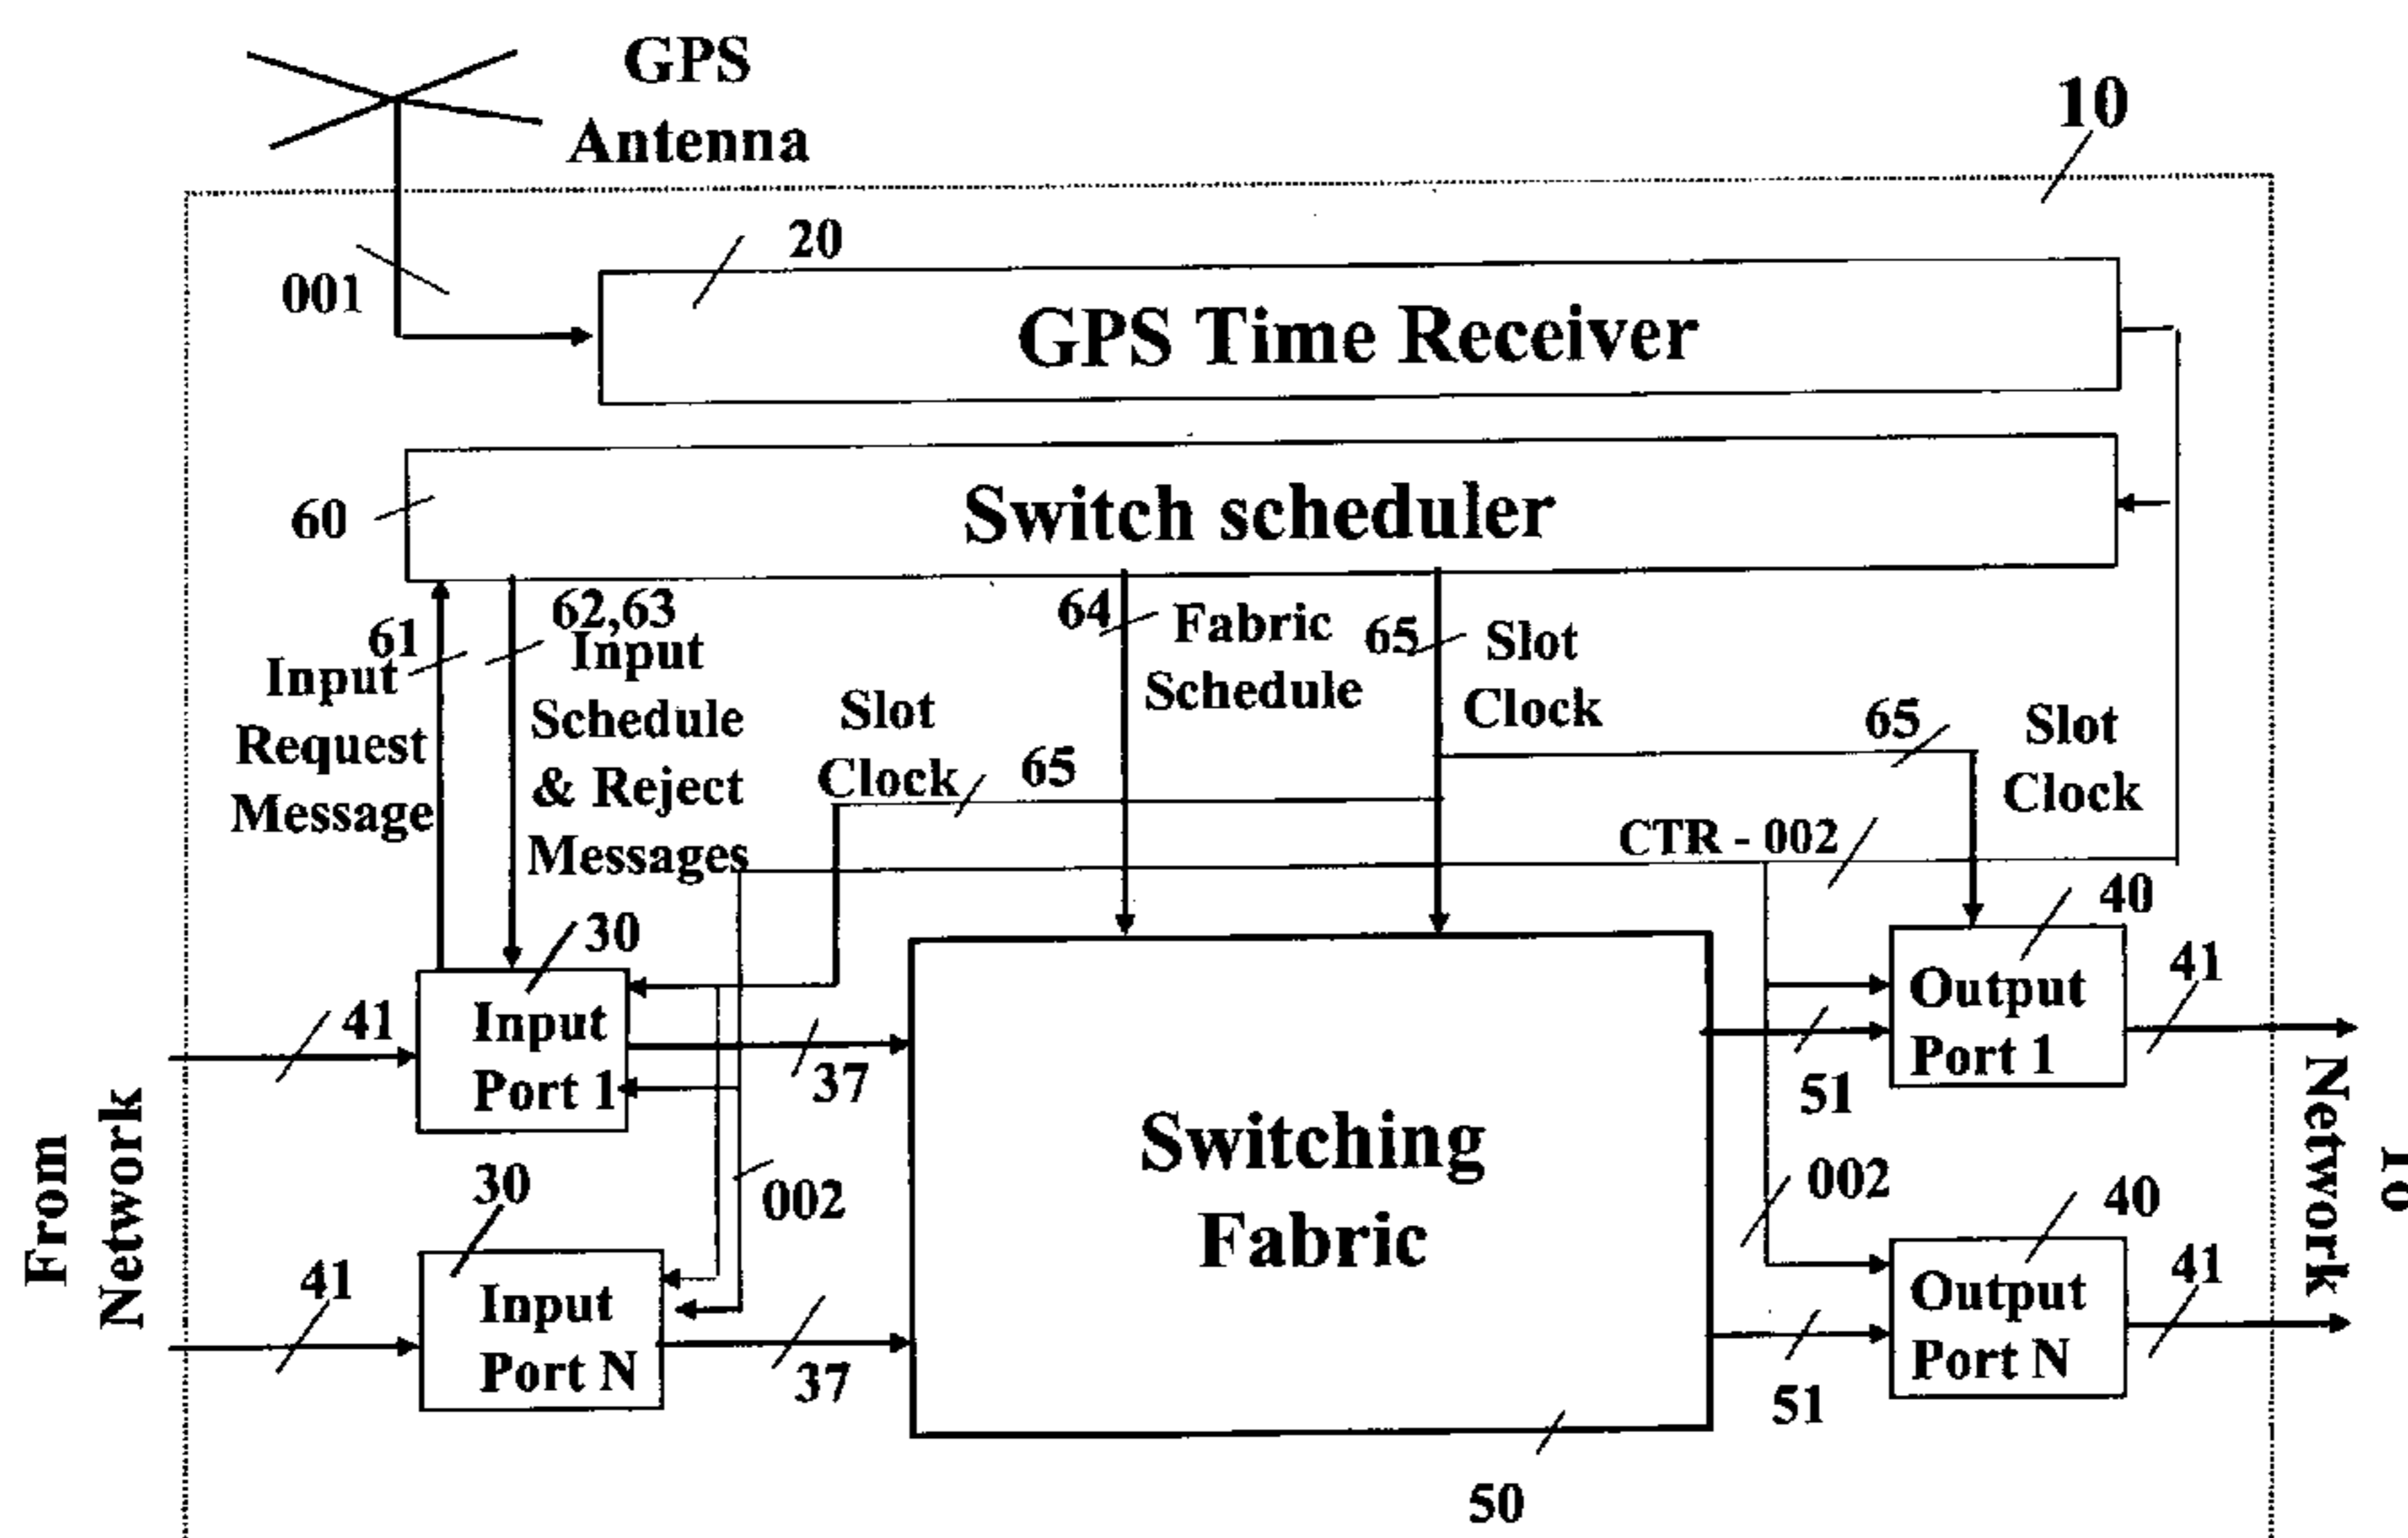 GPS
Antenna
10
001
20
GPS Time Receiver
60
Switch scheduler
61
Input
Request
Message
62,63
Input
Schedule
& Reject
Messages
64
Fabric
Schedule
65
Slot
Clock
Slot
Clock
65
65
Slot
Clock
CTR - 002
30
41
Input
Port 1
37
40
41
Output
Port 1
51
From
Network
30
002
41
Input
Port N
37
Switching
Fabric
50
002
40
Output
Port N
41
51
Network
To